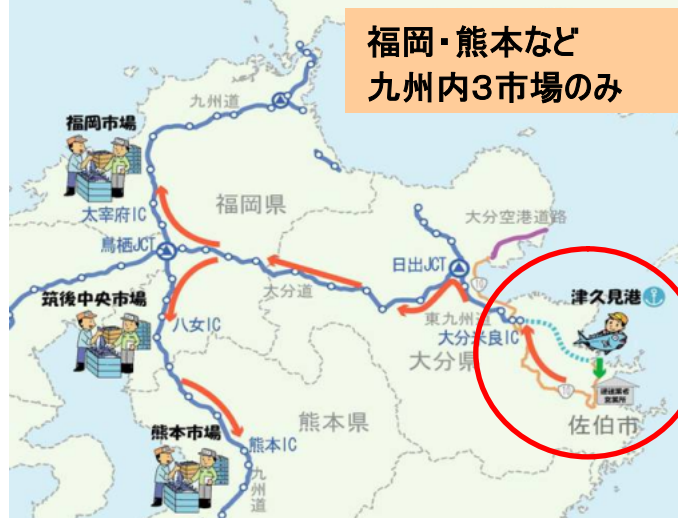 福岡・熊本など
九州内3市場のみ
九州道
福岡市場
太宰府IC
福岡県
鳥栖JCT
大分空港道路
日出JCT
10
大分道
筑後中央市場
八女IC
津久見港
東九州道
大分米良IC
大分県
10
佐伯市
熊本県
熊本市場
熊本IC
九州道